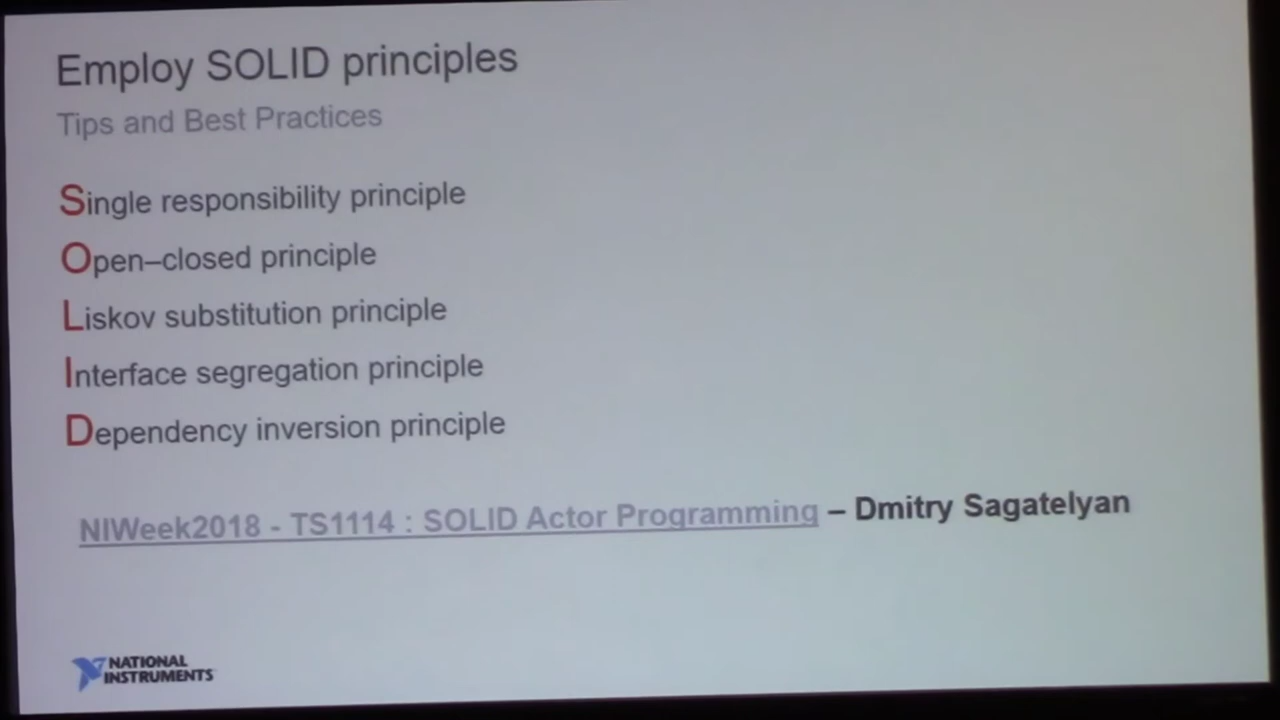 Employ SOLID principles
Tips and Best Practices
Single responsibility principle
Open–closed principle
Liskov substitution principle
Interface segregation principle
Dependency inversion principle
NIWeek2018 - TS1114 : SOLID Actor Programming – Dmitry Sagatelyan
NATIONAL
INSTRUMENTS